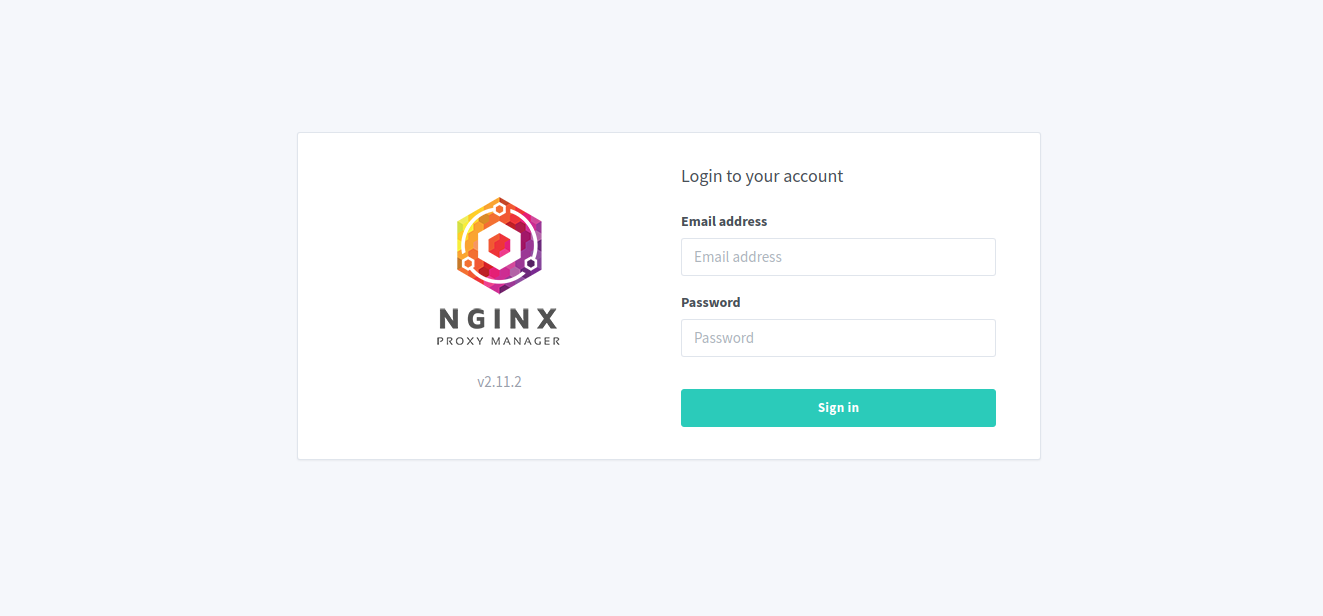 NGINX
PROXY MANAGER
v2.11.2
Login to your account
Email address
Email address
Password
Password
Sign in